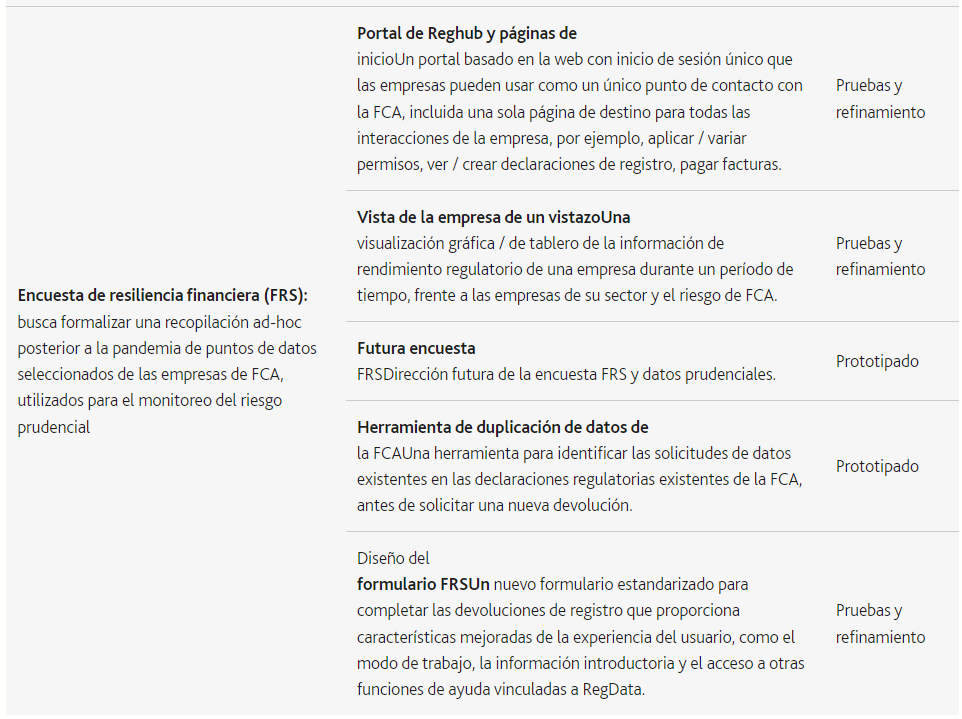 Encuesta de resiliencia financiera (FRS):
busca formalizar una recopilación ad-hoc
posterior a la pandemia de puntos de datos
seleccionados de las empresas de FCA,
utilizados para el monitoreo del riesgo
prudencial
Portal de Reghub y páginas de
inicioUn portal basado en la web con inicio de sesión único que
las empresas pueden usar como un único punto de contacto con
la FCA, incluida una sola página de destino para todas las
interacciones de la empresa, por ejemplo, aplicar / variar
permisos, ver / crear declaraciones de registro, pagar facturas.
Pruebas y
refinamiento
Vista de la empresa de un vistazoUna
visualización gráfica / de tablero de la información de
rendimiento regulatorio de una empresa durante un período de
tiempo, frente a las empresas de su sector y el riesgo de FCA.
Pruebas y
refinamiento
Futura encuesta
FRSDirección futura de la encuesta FRS y datos prudenciales.
Prototipado
Herramienta de duplicación de datos de
la FCAUna herramienta para identificar las solicitudes de datos
existentes en las declaraciones regulatorias existentes de la FCA,
antes de solicitar una nueva devolución.
Prototipado
Diseño del
formulario FRSUn nuevo formulario estandarizado para
completar las devoluciones de registro que proporciona
características mejoradas de la experiencia del usuario, como el
modo de trabajo, la información introductoria y el acceso a otras
funciones de ayuda vinculadas a RegData.
Pruebas y
refinamiento